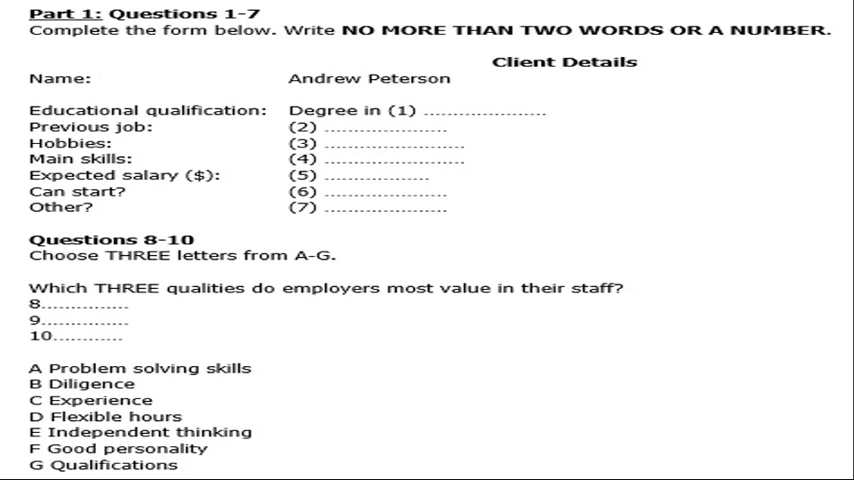 Part 1: Questions 1-7
Complete the form below. Write NO MORE THAN TWO WORDS OR A NUMBER.
Client Details
Name: Andrew Peterson
Educational qualification: Degree in (1) ......................
Previous job: (2) ......................
Hobbies: (3) .........................
Main skills: (4) .........................
Expected salary ($): (5) ...................
Can start? (6) ......................
Other? (7) ......................
Questions 8-10
Choose THREE letters from A-G.
Which THREE qualities do employers most value in their staff?
8................
9................
10............
A Problem solving skills
B Diligence
C Experience
D Flexible hours
E Independent thinking
F Good personality
G Qualifications